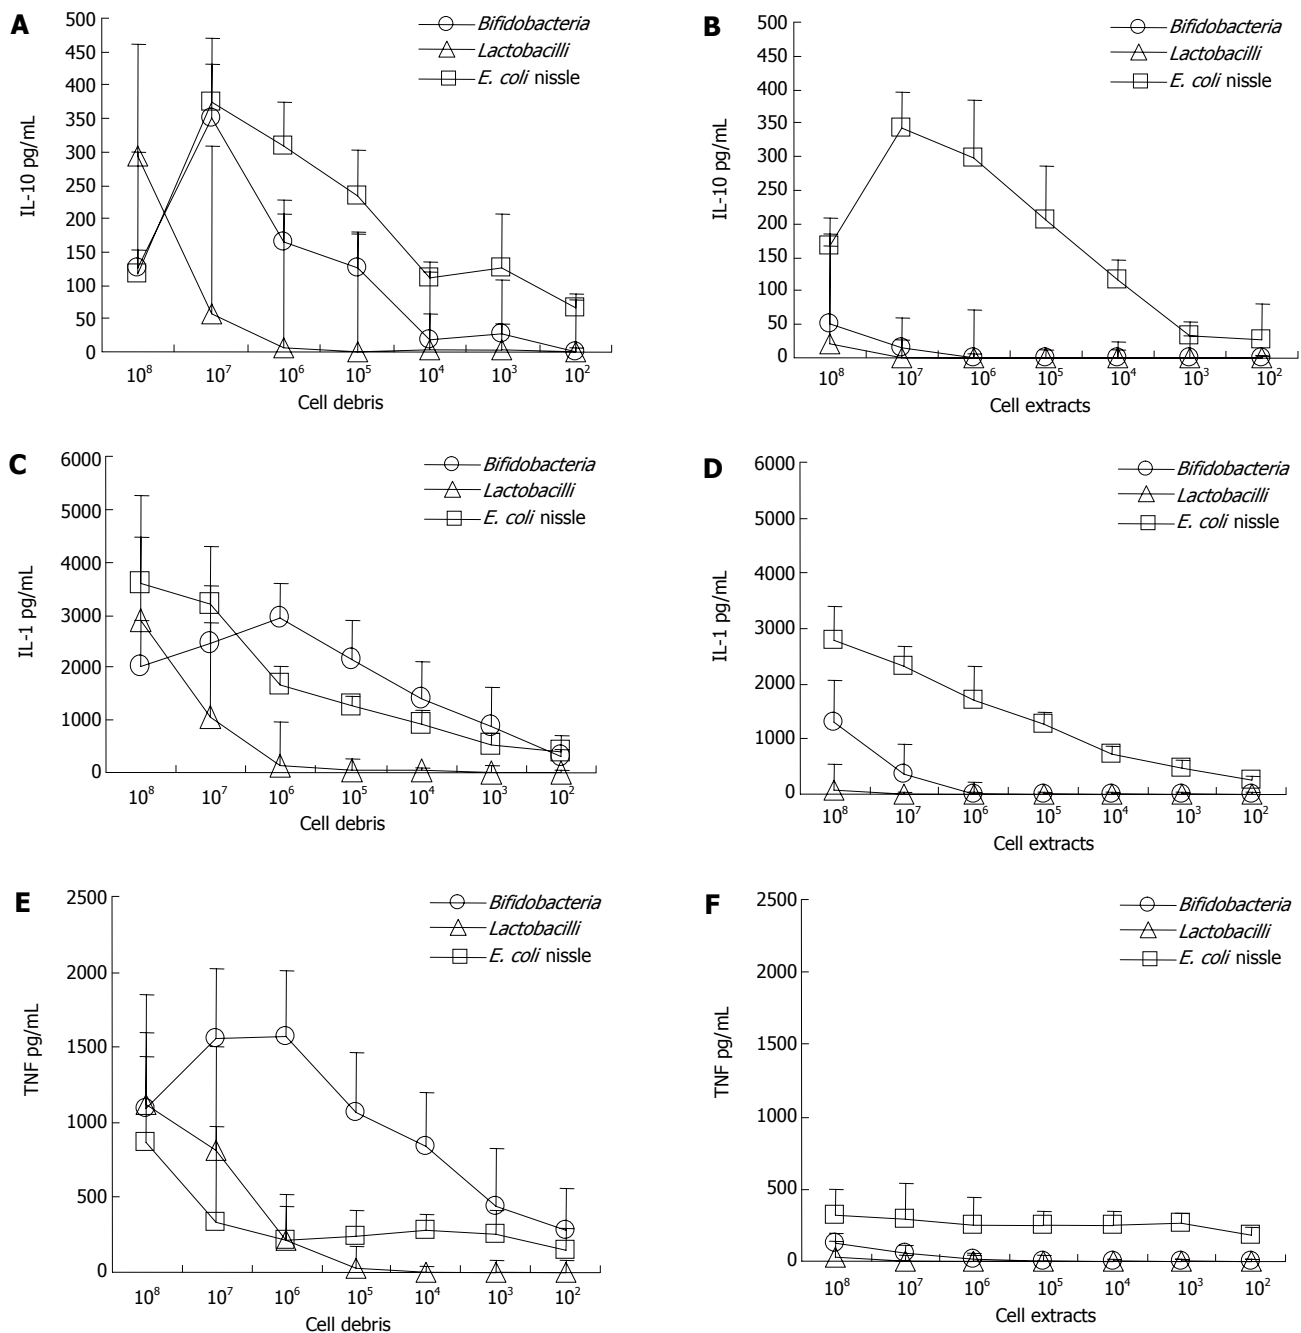 A
500
450
400
350
300
250
200
150
100
50
0
IL-10 pg/mL
Bifidobacteria
Lactobacilli
E. coli nissle
10⁸ 10⁷ 10⁶ 10⁵ 10⁴ 10³ 10²
Cell debris
B
500
450
400
350
300
250
200
150
100
50
0
IL-10 pg/mL
Bifidobacteria
Lactobacilli
E. coli nissle
10⁸ 10⁷ 10⁶ 10⁵ 10⁴ 10³ 10²
Cell extracts
C
6000
5000
4000
3000
2000
1000
0
IL-1 pg/mL
Bifidobacteria
Lactobacilli
E. coli nissle
10⁸ 10⁷ 10⁶ 10⁵ 10⁴ 10³ 10²
Cell debris
D
6000
5000
4000
3000
2000
1000
0
IL-1 pg/mL
Bifidobacteria
Lactobacilli
E. coli nissle
10⁸ 10⁷ 10⁶ 10⁵ 10⁴ 10³ 10²
Cell extracts
E
2500
2000
1500
1000
500
0
TNF pg/mL
Bifidobacteria
Lactobacilli
E. coli nissle
10⁸ 10⁷ 10⁶ 10⁵ 10⁴ 10³ 10²
Cell debris
F
2500
2000
1500
1000
500
0
TNF pg/mL
Bifidobacteria
Lactobacilli
E. coli nissle
10⁸ 10⁷ 10⁶ 10⁵ 10⁴ 10³ 10²
Cell extracts